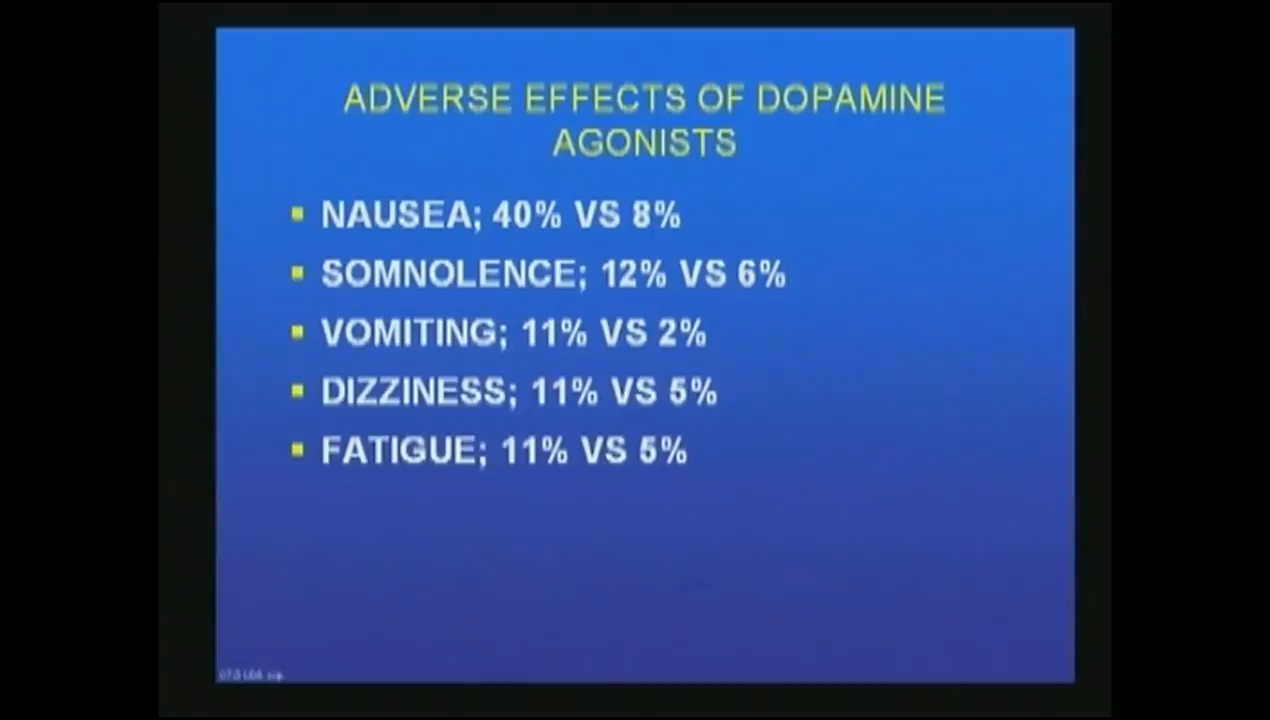 ADVERSE EFFECTS OF DOPAMINE
AGONISTS
▪ NAUSEA; 40% VS 8%
▪ SOMNOLENCE; 12% VS 6%
▪ VOMITING; 11% VS 2%
▪ DIZZINESS; 11% VS 5%
▪ FATIGUE; 11% VS 5%